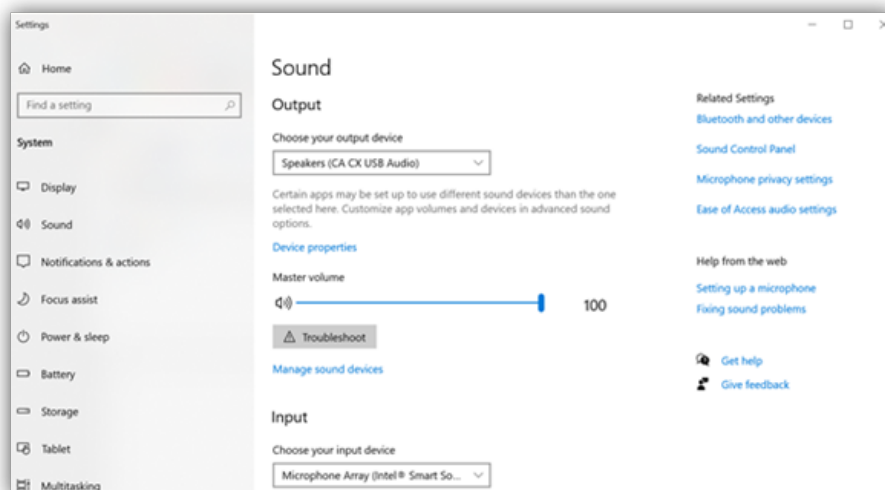 Settings
Home
Find a setting
System
Display
Sound
Notifications & actions
Focus assist
Power & sleep
Battery
Storage
Tablet
Multitasking
Sound
Output
Choose your output device
Speakers (CA CX USB Audio)
Certain apps may be set up to use different sound devices than the one
selected here. Customize app volumes and devices in advanced sound
options.
Device properties
Master volume
100
Troubleshoot
Manage sound devices
Input
Choose your input device
Microphone Array (Intel® Smart So...
Related Settings
Bluetooth and other devices
Sound Control Panel
Microphone privacy settings
Ease of Access audio settings
Help from the web
Setting up a microphone
Fixing sound problems
Get help
Give feedback